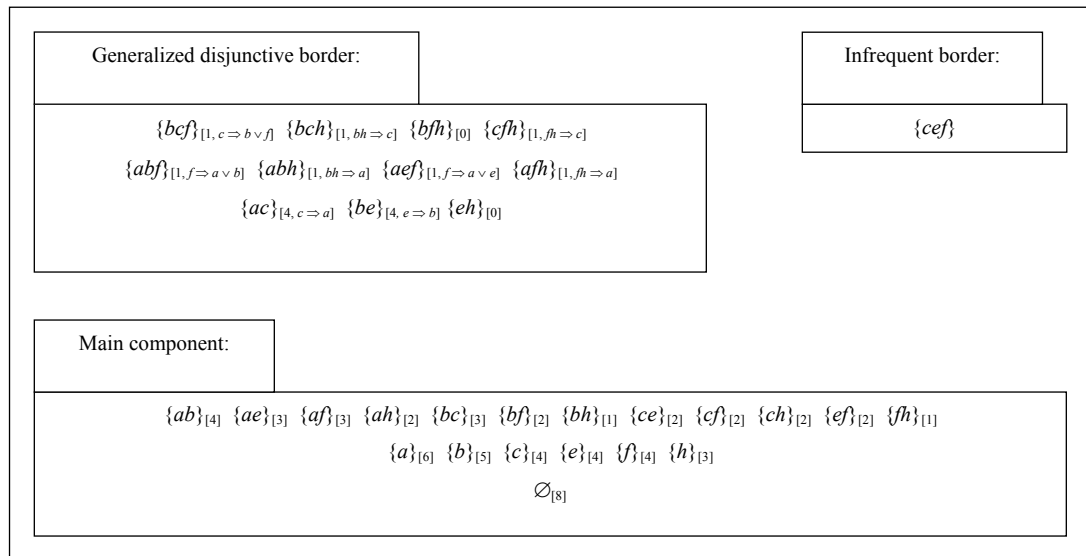 Generalized disjunctive border:
Infrequent border:
{bcf}[1, c ⇒ b ∨ f] {bch}[1, bh ⇒ c] {bfh}[0] {cfh}[1, fh ⇒ c]
{abf}[1, f ⇒ a ∨ b] {abh}[1, bh ⇒ a] {aef}[1, f ⇒ a ∨ e] {afh}[1, fh ⇒ a]
{ac}[4, c ⇒ a] {be}[4, e ⇒ b] {eh}[0]
{cef}
Main component:
{ab}[4] {ae}[3] {af}[3] {ah}[2] {bc}[3] {bf}[2] {bh}[1] {ce}[2] {cf}[2] {ch}[2] {ef}[2] {fh}[1]
{a}[6] {b}[5] {c}[4] {e}[4] {f}[4] {h}[3]
∅[8]